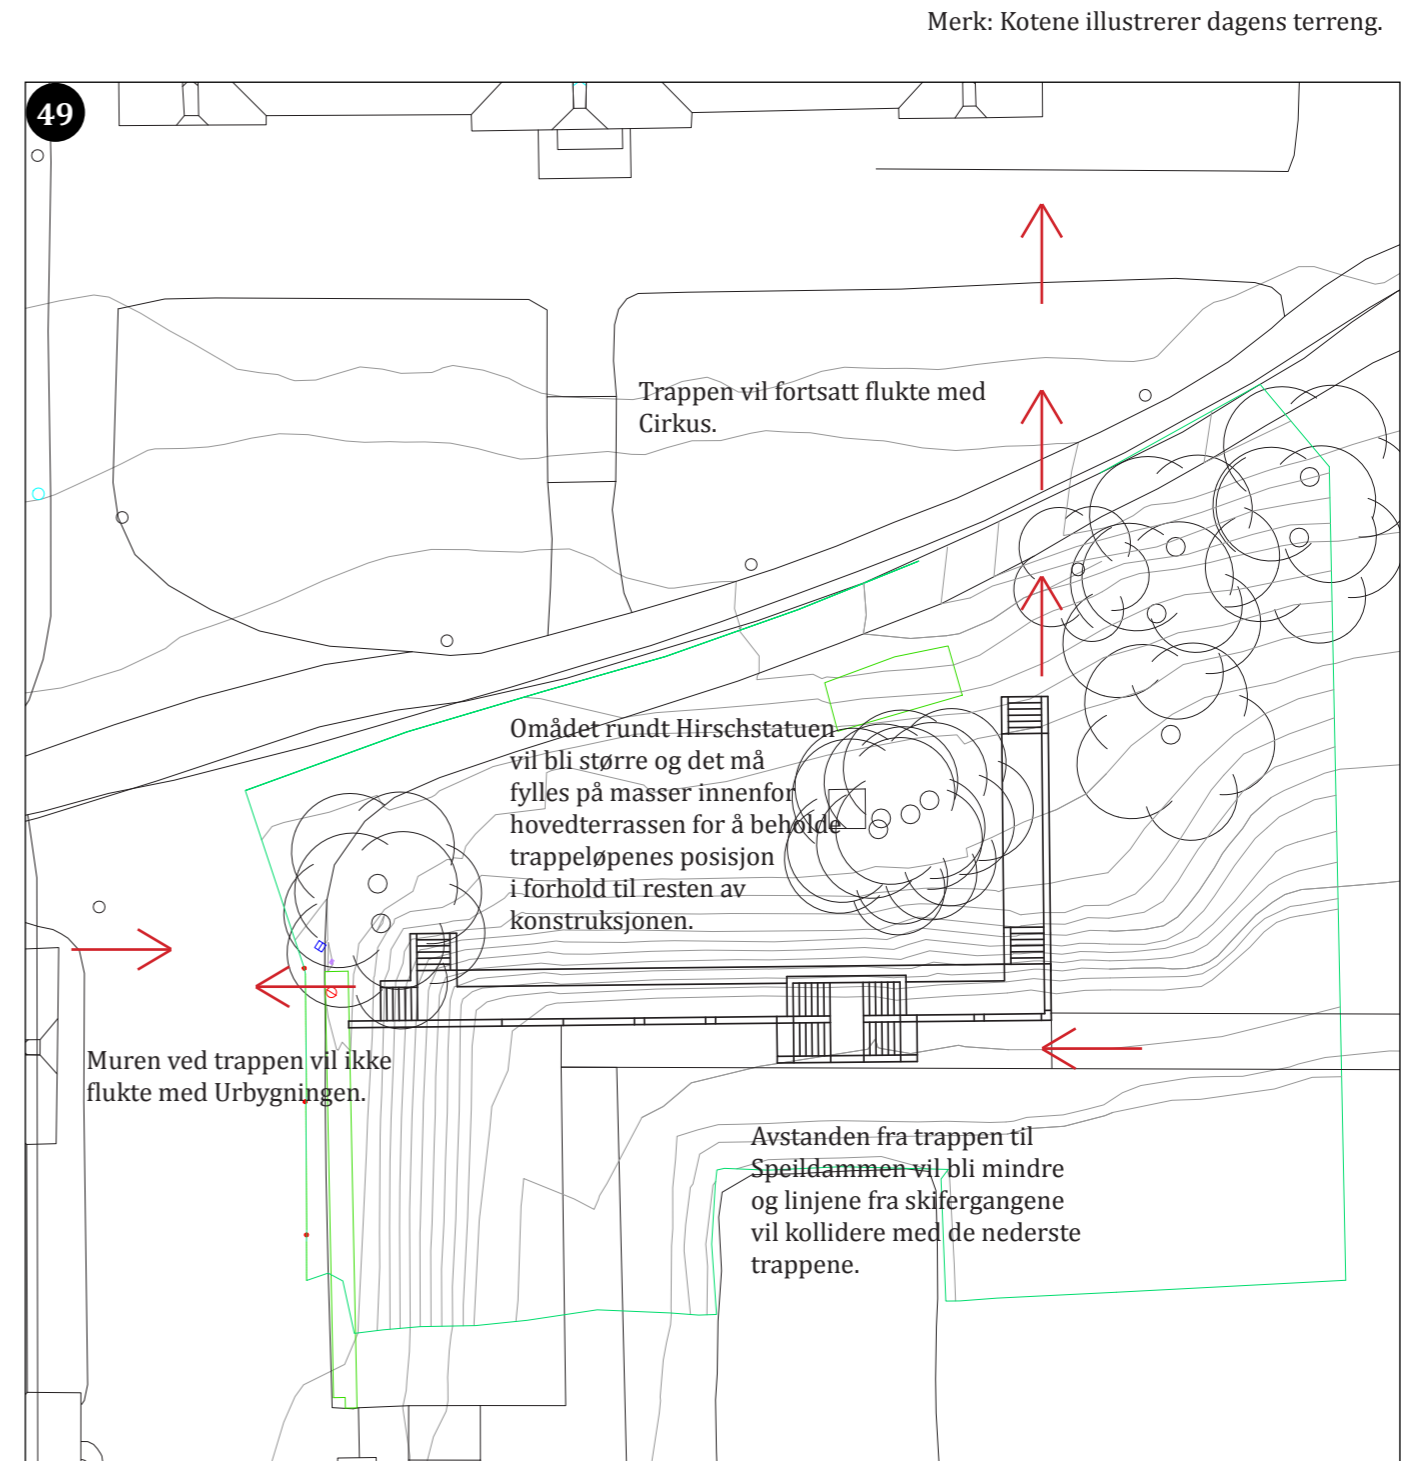 Merk: Kotene illustrerer dagens terreng.
49
Trappen vil fortsatt flukte med
Cirkus.
Omådet rundt Hirschstatuen
vil bli større og det må
fylles på masser innenfor
hovedterrassen for å beholde
trappeløpenes posisjon
i forhold til resten av
konstruksjonen.
Muren ved trappen vil ikke
flukte med Urbygningen.
Avstanden fra trappen til
Speildammen vil bli mindre
og linjene fra skifergangene
vil kollidere med de nederste
trappene.